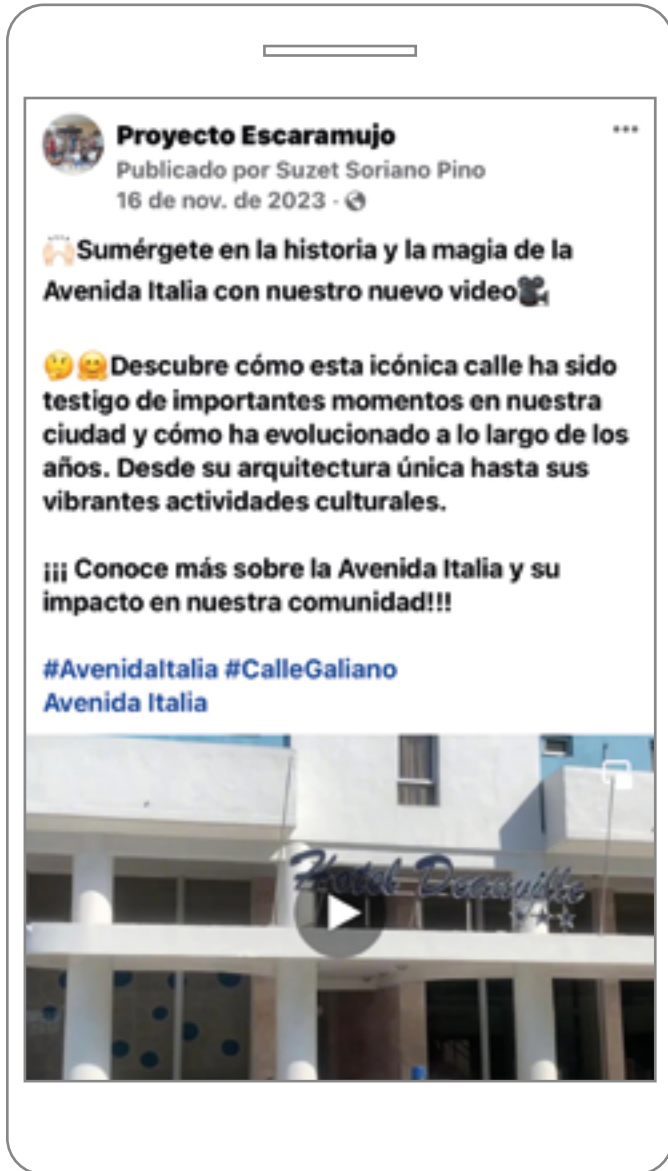 Proyecto Escaramujo
Publicado por Suzet Soriano Pino
16 de nov. de 2023 ·
🙌🏻Sumérgete en la historia y la magia de la
Avenida Italia con nuestro nuevo video🎥
🤔🤗Descubre cómo esta icónica calle ha sido
testigo de importantes momentos en nuestra
ciudad y cómo ha evolucionado a lo largo de los
años. Desde su arquitectura única hasta sus
vibrantes actividades culturales.
¡¡¡ Conoce más sobre la Avenida Italia y su
impacto en nuestra comunidad!!!
#AvenidaItalia #CalleGaliano
Avenida Italia
Hotel Deauville